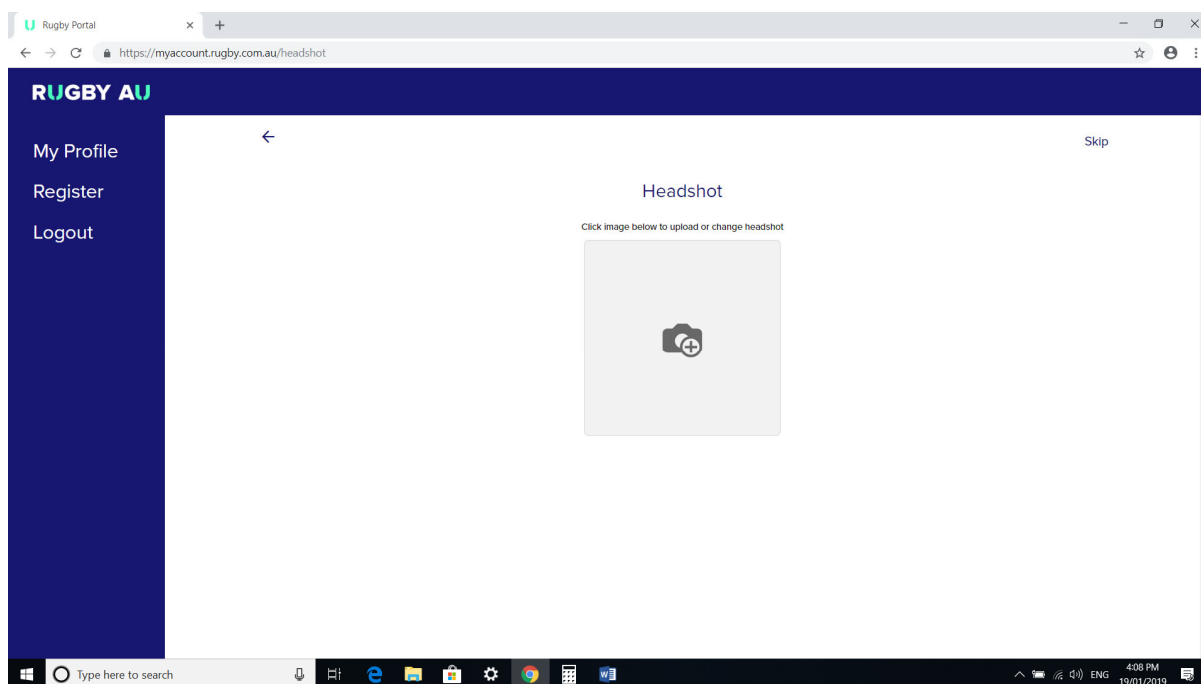 Rugby Portal
https://myaccount.rugby.com.au/headshot
RUGBY AU
My Profile
Register
Logout
Skip
Headshot
Click image below to upload or change headshot
Type here to search
ENG
4:08 PM
19/01/2019